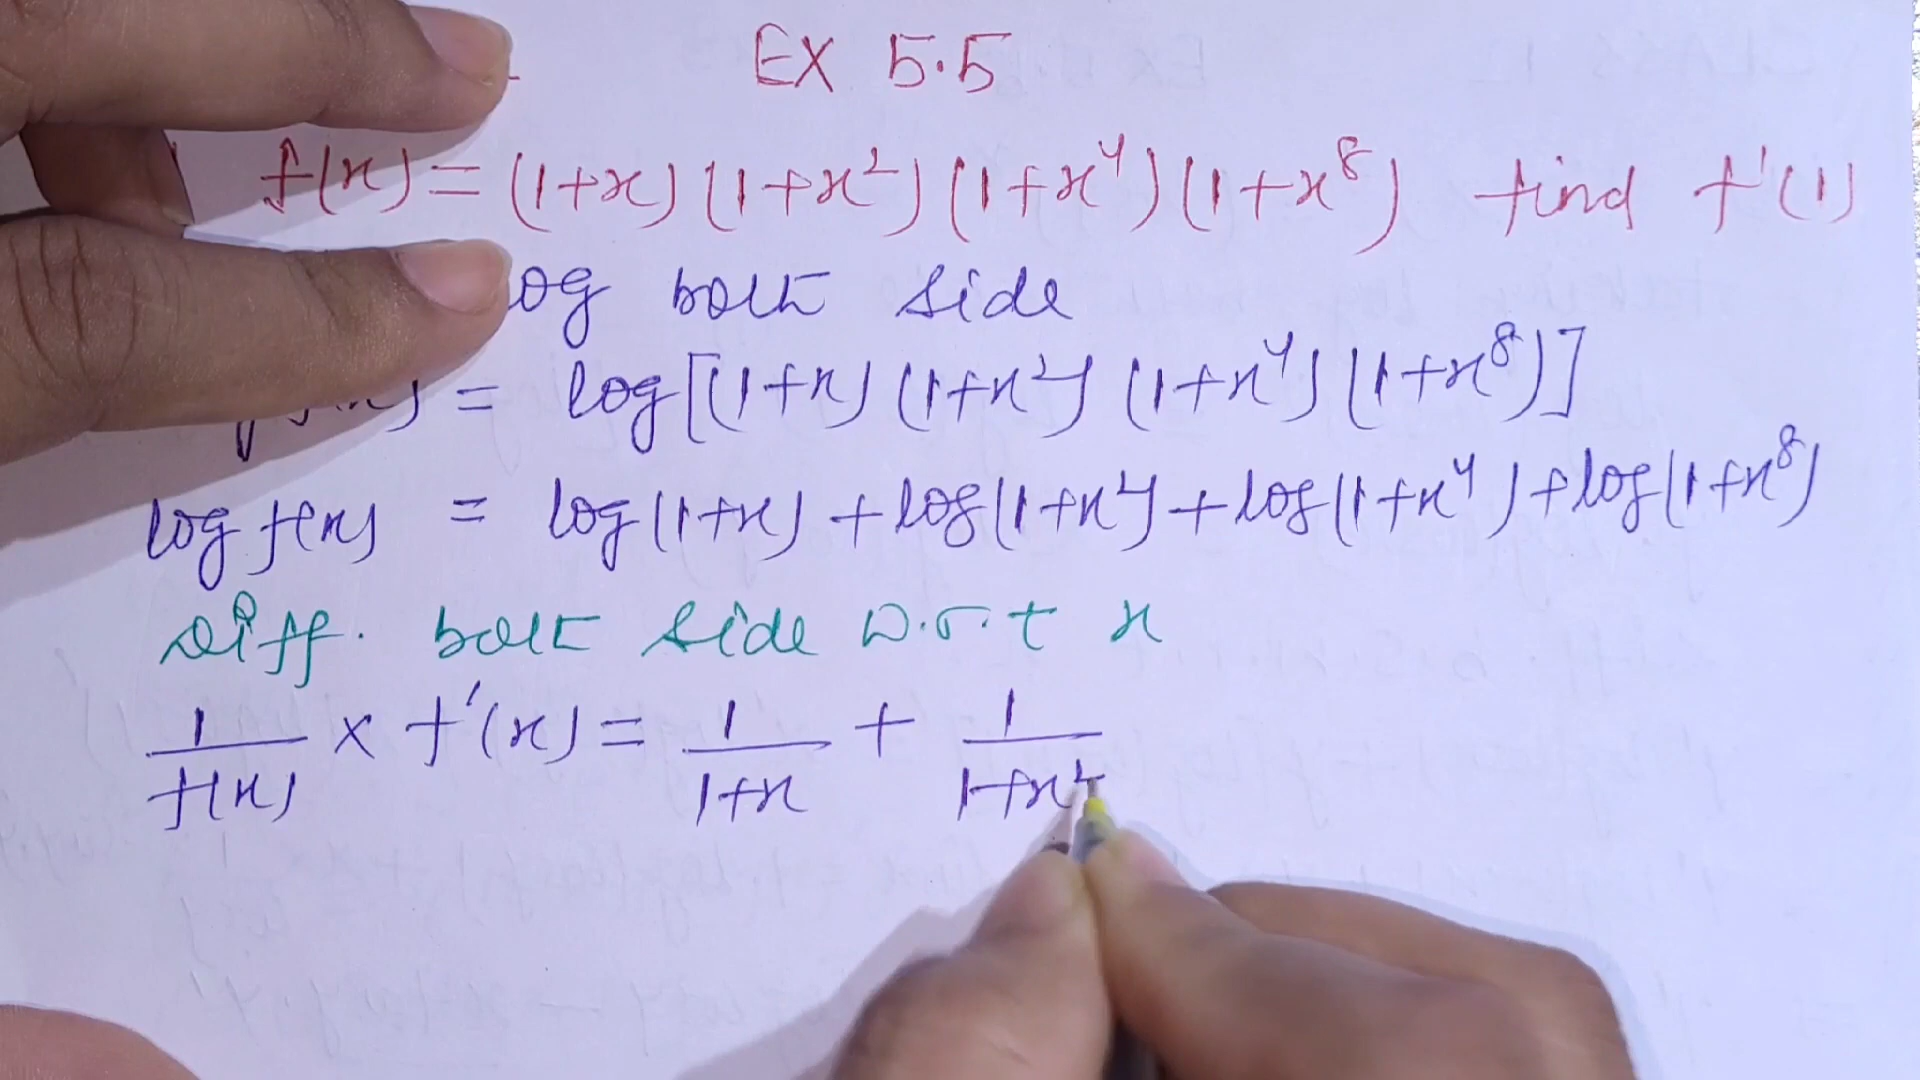 EX 5.5
f(x) = (1+x) (1+x²) (1+x⁴) (1+x⁸) find f'(1)
og both side
= log[(1+x) (1+x²) (1+x⁴) (1+x⁸)]
log f(x) = log(1+x) + log(1+x²) + log(1+x⁴) + log(1+x⁸)
Diff. both side w.r.t x
1/f(x) × f'(x) = 1/1+x + 1/1+x²